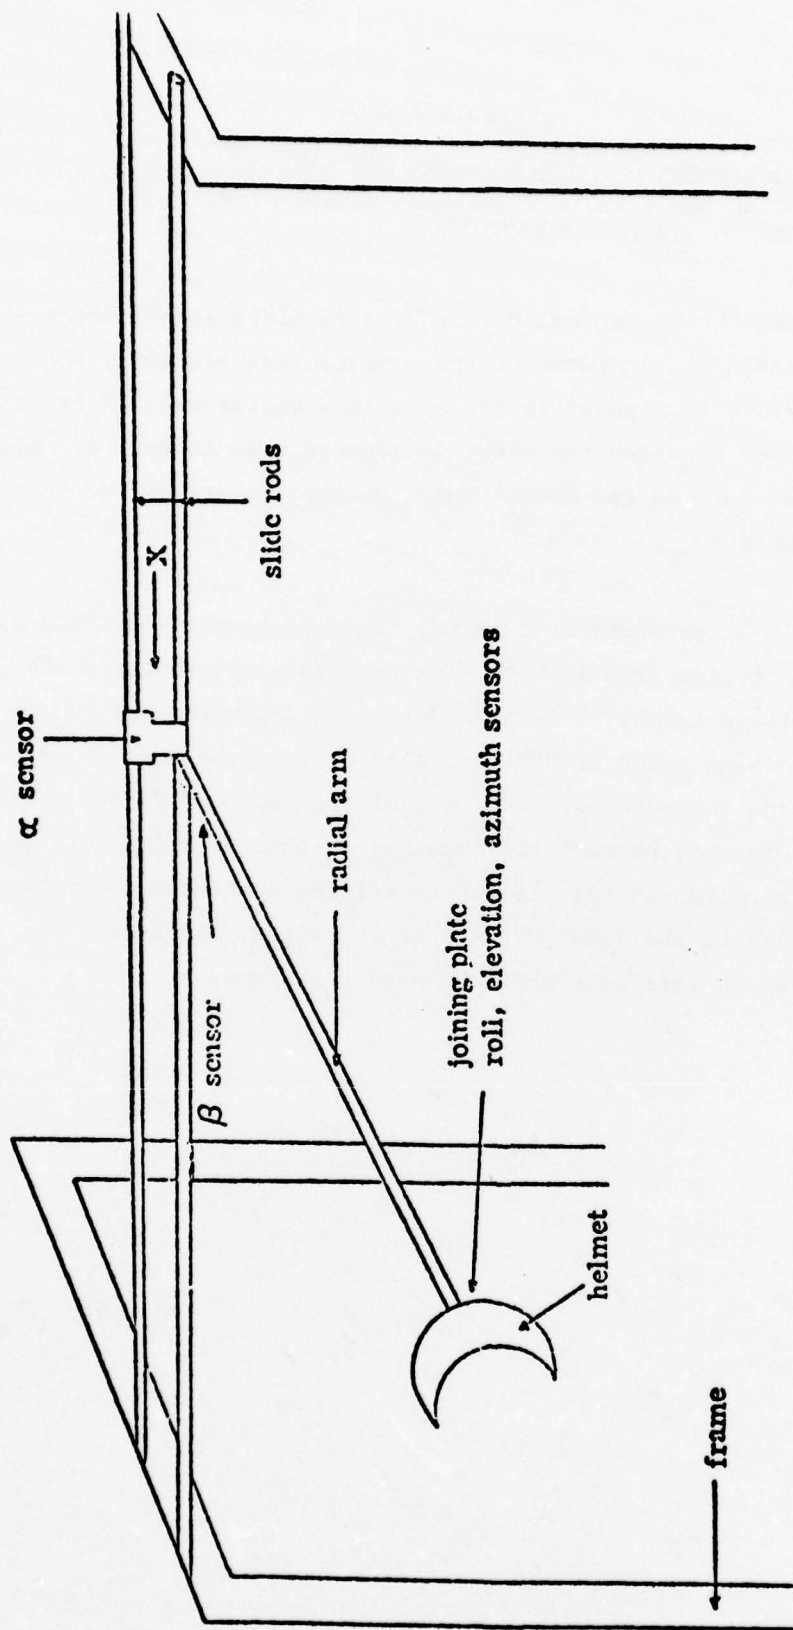 α sensor
X
slide rods
β sensor
radial arm
joining plate
roll, elevation, azimuth sensors
helmet
frame